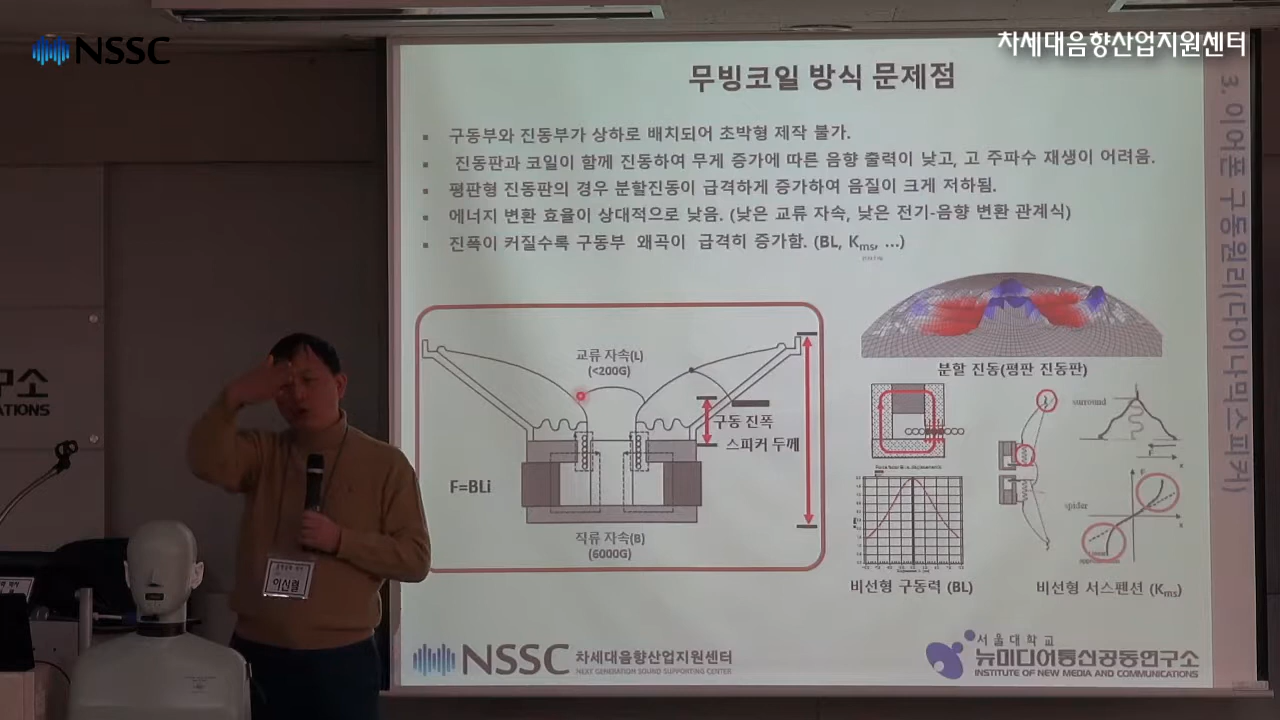 NSSC
차세대음향산업지원센터
무빙코일 방식 문제점
▪ 구동부와 진동부가 상하로 배치되어 초박형 제작 불가.
▪ 진동판과 코일이 함께 진동하여 무게 증가에 따른 음향 출력이 낮고, 고 주파수 재생이 어려음.
▪ 평판형 진동판의 경우 분할진동이 급격하게 증가하여 음질이 크게 저하됨.
▪ 에너지 변환 효율이 상대적으로 낮음. (낮은 교류 자속, 낮은 전기-음향 변환 관계식)
▪ 진폭이 커질수록 구동부 왜곡이 급격히 증가함. (BL, Kms, ...)
3. 이어폰 구동원리(다이나믹스피커)
교류 자속(L)
(<200G)
구동 진폭
스피커 두께
F=BLi
직류 자속(B)
(6000G)
분할 진동(평판 진동판)
surround
F
x
spider
F
x
비선형 구동력 (BL)
비선형 서스펜션 (Kms)
구소
ATIONS
이신렬
NSSC 차세대음향산업지원센터
NEXT GENERATION SOUND SUPPORTING CENTER
서울대학교
뉴미디어통신공동연구소
INSTITUTE OF NEW MEDIA AND COMMUNICATIONS